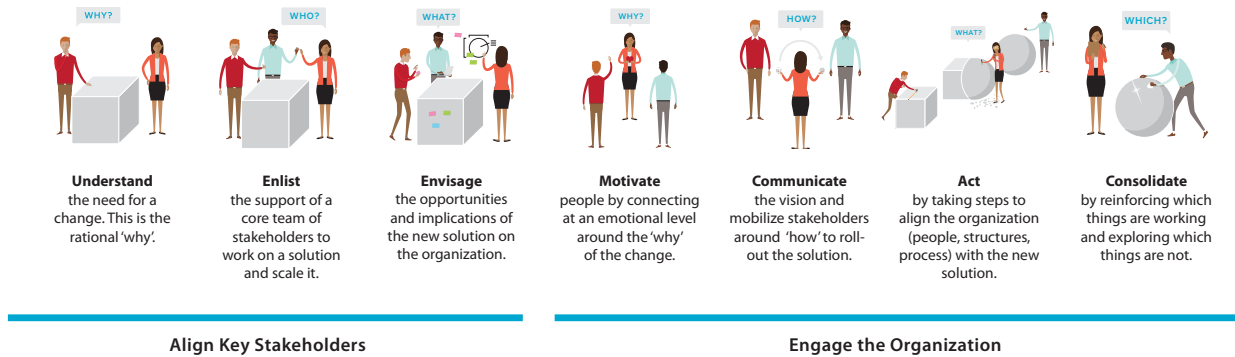 WHY?
WHO?
WHAT?
WHY?
HOW?
WHAT?
WHICH?
Understand
the need for a
change. This is the
rational ‘why’.
Enlist
the support of a
core team of
stakeholders to
work on a solution
and scale it.
Envisage
the opportunities
and implications of
the new solution on
the organization.
Motivate
people by connecting
at an emotional level
around the ‘why’
of the change.
Communicate
the vision and
mobilize stakeholders
around ‘how’ to roll-
out the solution.
Act
by taking steps to
align the organization
(people, structures,
process) with the new
solution.
Consolidate
by reinforcing which
things are working
and exploring which
things are not.
Align Key Stakeholders
Engage the Organization